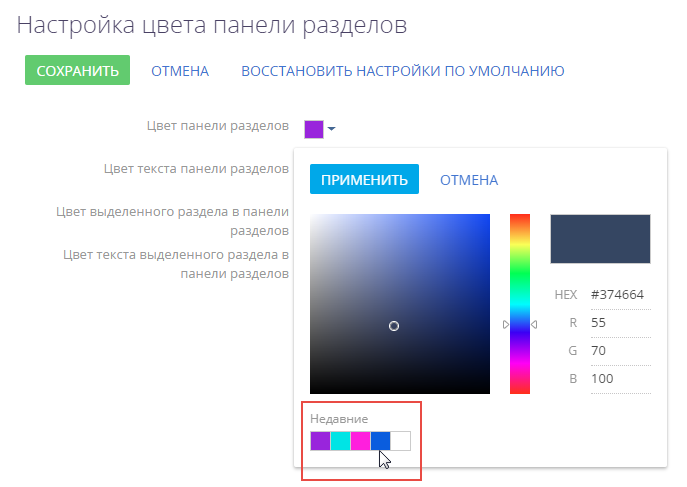 Настройка цвета панели разделов
СОХРАНИТЬ ОТМЕНА ВОССТАНОВИТЬ НАСТРОЙКИ ПО УМОЛЧАНИЮ
Цвет панели разделов
Цвет текста панели разделов
Цвет выделенного раздела в панели
разделов
Цвет текста выделенного раздела в
панели разделов
ПРИМЕНИТЬ ОТМЕНА
HEX #374664
R 55
G 70
B 100
Недавние